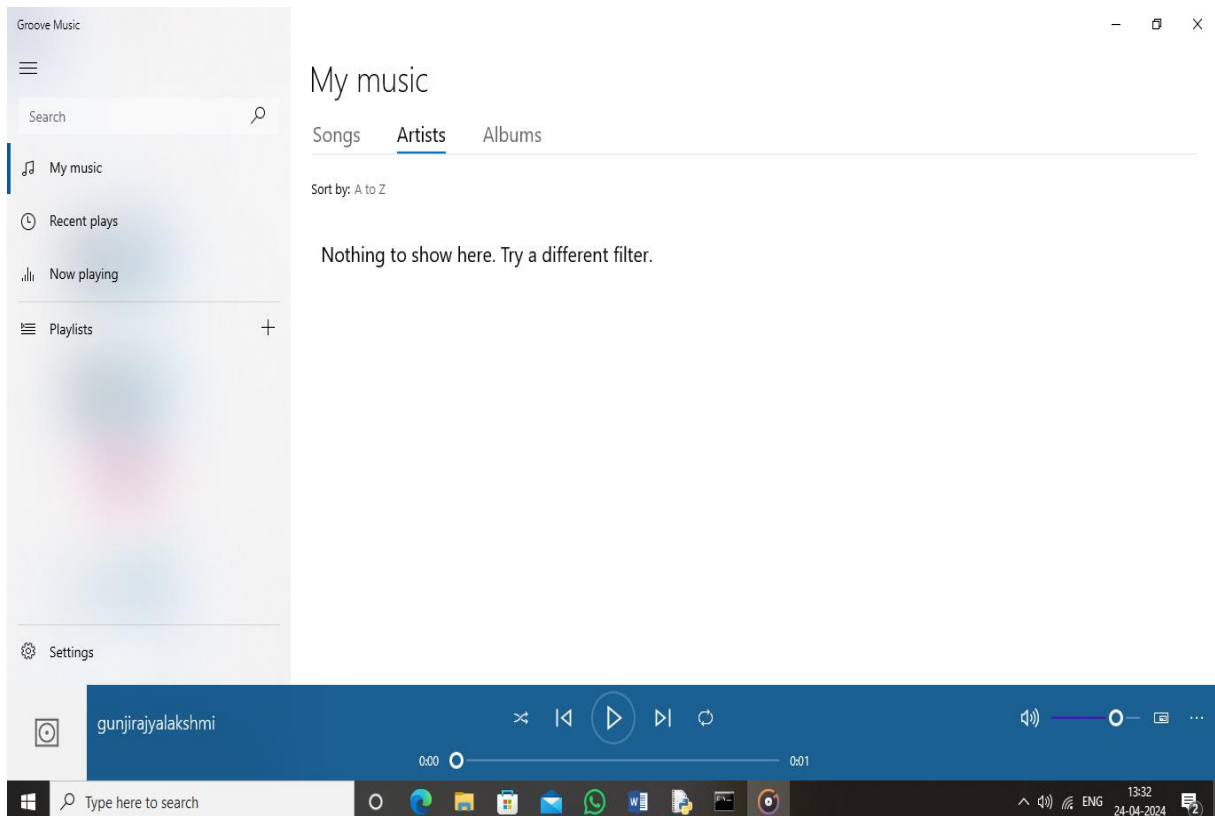 Groove Music
Search
My music
Recent plays
Now playing
Playlists
Settings
My music
Songs Artists Albums
Sort by: A to Z
Nothing to show here. Try a different filter.
gunjirajyalakshmi
0:00 0:01
Type here to search
ENG
13:32
24-04-2024
2